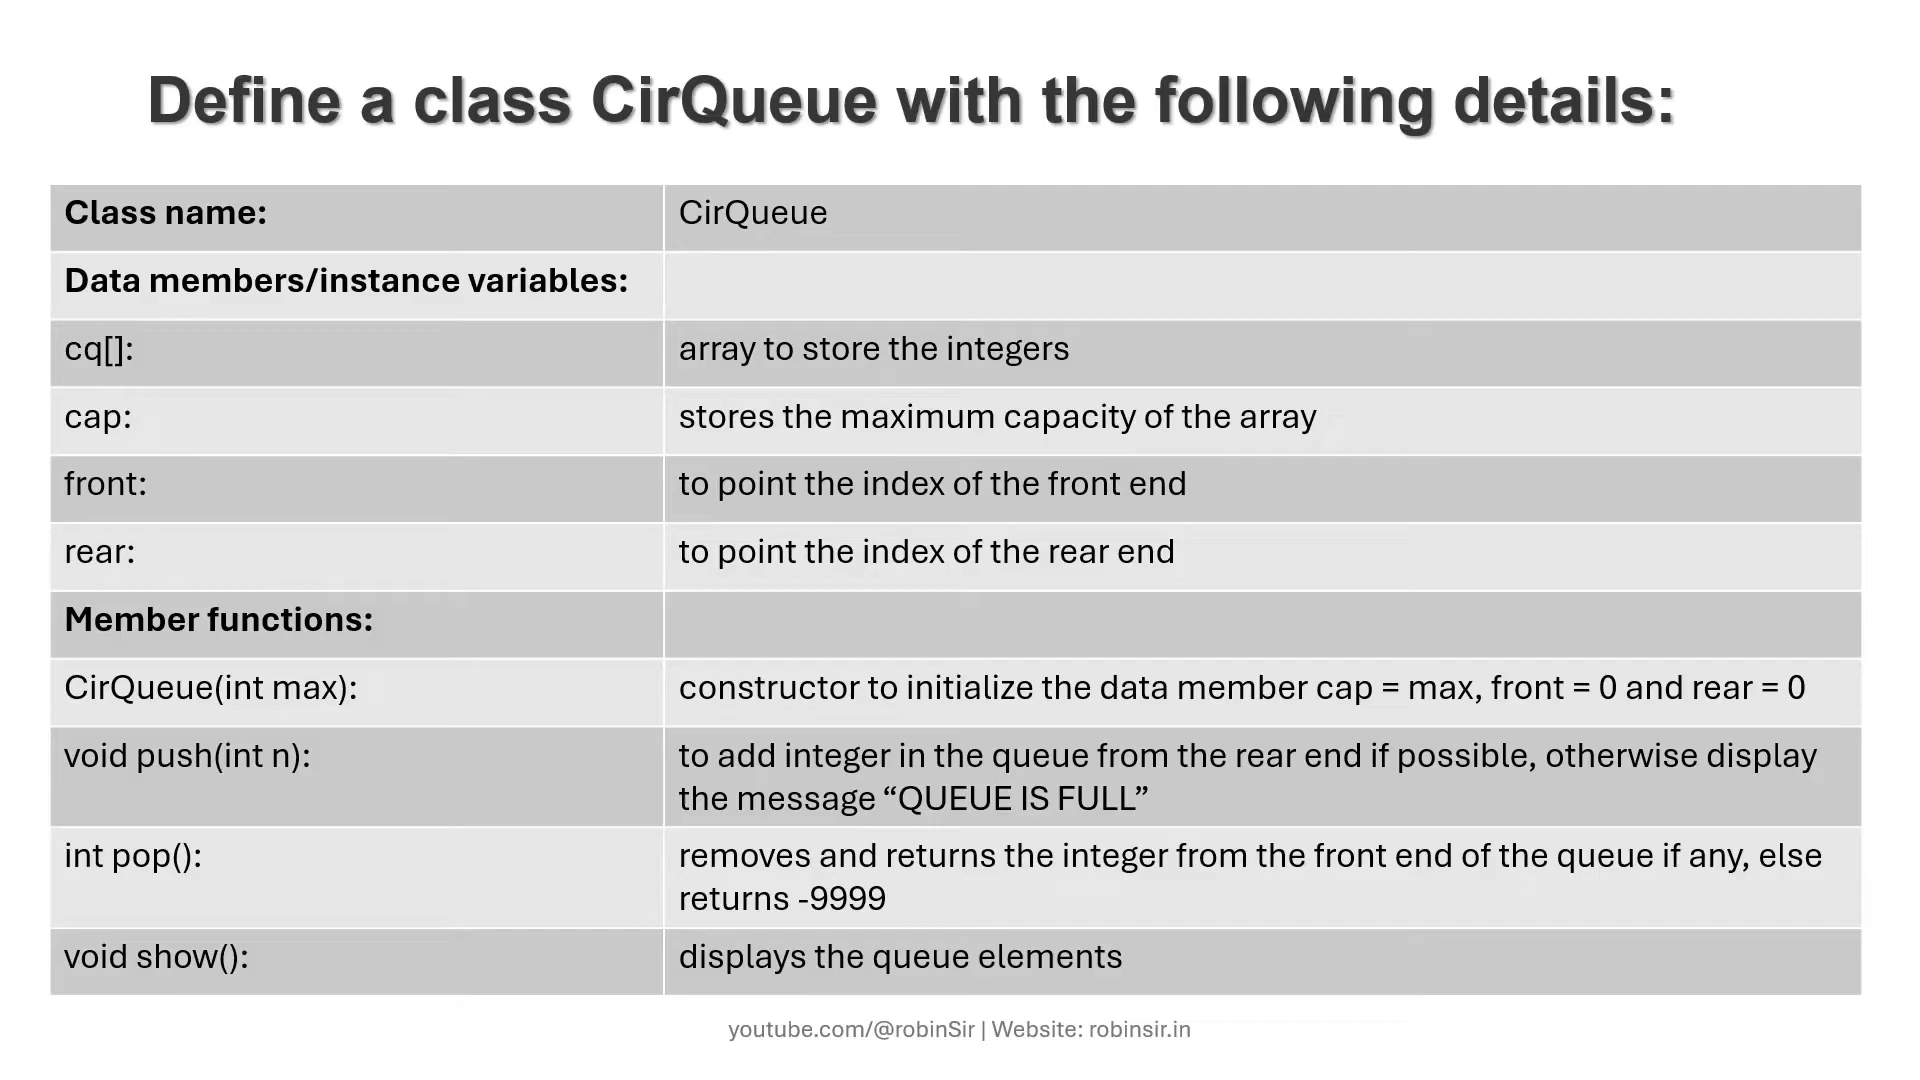 Define a class CirQueue with the following details:
Class name: CirQueue
Data members/instance variables:
cq[]: array to store the integers
cap: stores the maximum capacity of the array
front: to point the index of the front end
rear: to point the index of the rear end
Member functions:
CirQueue(int max): constructor to initialize the data member cap = max, front = 0 and rear = 0
void push(int n): to add integer in the queue from the rear end if possible, otherwise display
the message “QUEUE IS FULL”
int pop(): removes and returns the integer from the front end of the queue if any, else
returns -9999
void show(): displays the queue elements
youtube.com/@robinSir | Website: robinsir.in